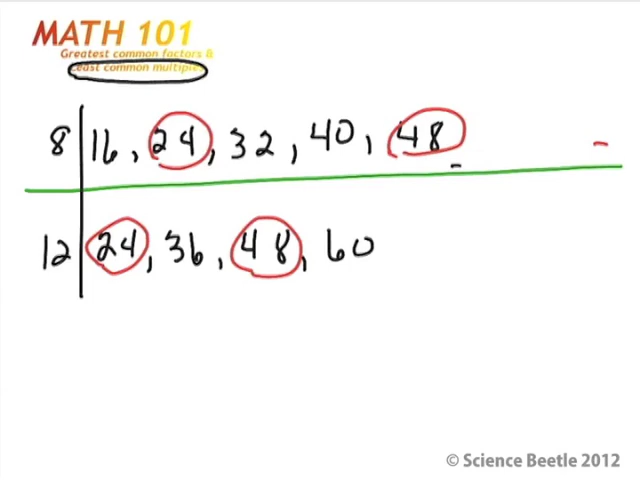 MATH 101
Greatest common factors &
Least common multiples
8 16, 24, 32, 40, 48
12 24, 36, 48, 60
© Science Beetle 2012